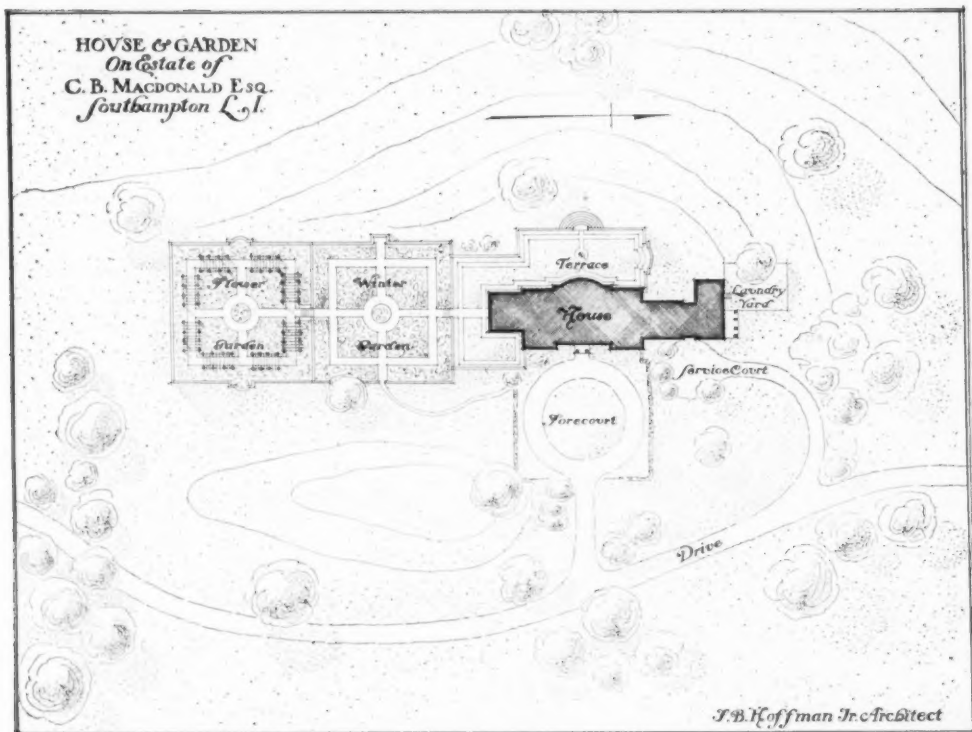 HOVSE & GARDEN
On Estate of
C. B. MACDONALD ESQ.
Southampton L. I.
Terrace
Flower
Winter
Laundry
Yard
House
Garden
Garden
Service Court
Forecourt
Drive
F.B. Hoffman Jr. Architect